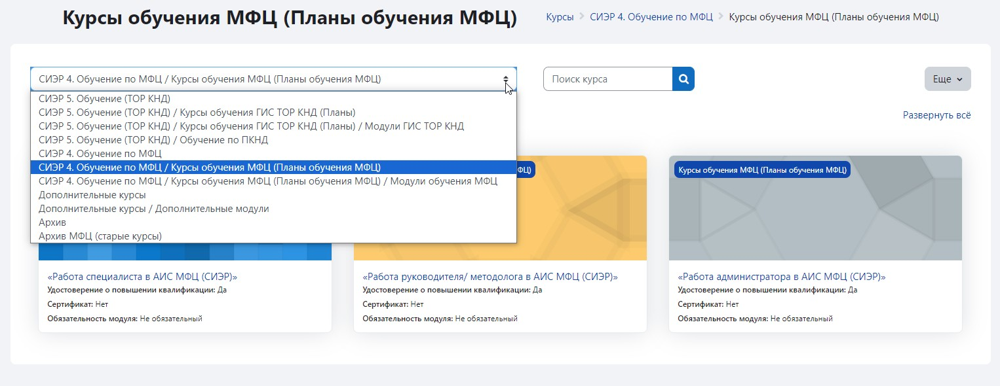 Курсы обучения МФЦ (Планы обучения МФЦ)
Курсы > СИЭР 4. Обучение по МФЦ > Курсы обучения МФЦ (Планы обучения МФЦ)
СИЭР 4. Обучение по МФЦ / Курсы обучения МФЦ (Планы обучения МФЦ)
Поиск курса
Еще
СИЭР 5. Обучение (ТОР КНД)
СИЭР 5. Обучение (ТОР КНД) / Курсы обучения ГИС ТОР КНД (Планы)
СИЭР 5. Обучение (ТОР КНД) / Курсы обучения ГИС ТОР КНД (Планы) / Модули ГИС ТОР КНД
СИЭР 5. Обучение (ТОР КНД) / Обучение по ПКНД
СИЭР 4. Обучение по МФЦ
СИЭР 4. Обучение по МФЦ / Курсы обучения МФЦ (Планы обучения МФЦ)
СИЭР 4. Обучение по МФЦ / Курсы обучения МФЦ (Планы обучения МФЦ) / Модули обучения МФЦ
Дополнительные курсы
Дополнительные курсы / Дополнительные модули
Архив
Архив МФЦ (старые курсы)
Развернуть всё
«Работа специалиста в АИС МФЦ (СИЭР)»
Удостоверение о повышении квалификации: Да
Сертификат: Нет
Обязательность модуля: Не обязательный
ФЦ)
«Работа руководителя/ методолога в АИС МФЦ (СИЭР)»
Удостоверение о повышении квалификации: Да
Сертификат: Нет
Обязательность модуля: Не обязательный
Курсы обучения МФЦ (Планы обучения МФЦ)
«Работа администратора в АИС МФЦ (СИЭР)»
Удостоверение о повышении квалификации: Да
Сертификат: Нет
Обязательность модуля: Не обязательный